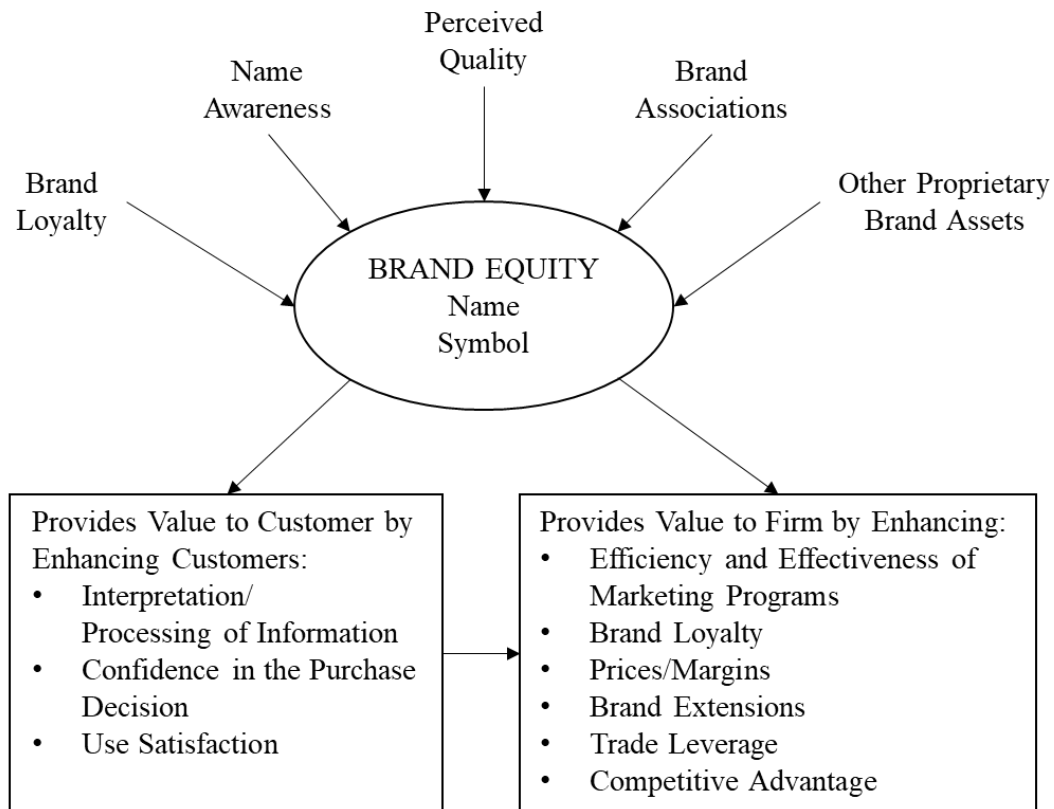 Perceived
Quality
Name
Awareness
Brand
Associations
Brand
Loyalty
Other Proprietary
Brand Assets
BRAND EQUITY
Name
Symbol
Provides Value to Customer by
Enhancing Customers:
• Interpretation/
Processing of Information
• Confidence in the Purchase
Decision
• Use Satisfaction
Provides Value to Firm by Enhancing:
• Efficiency and Effectiveness of
Marketing Programs
• Brand Loyalty
• Prices/Margins
• Brand Extensions
• Trade Leverage
• Competitive Advantage